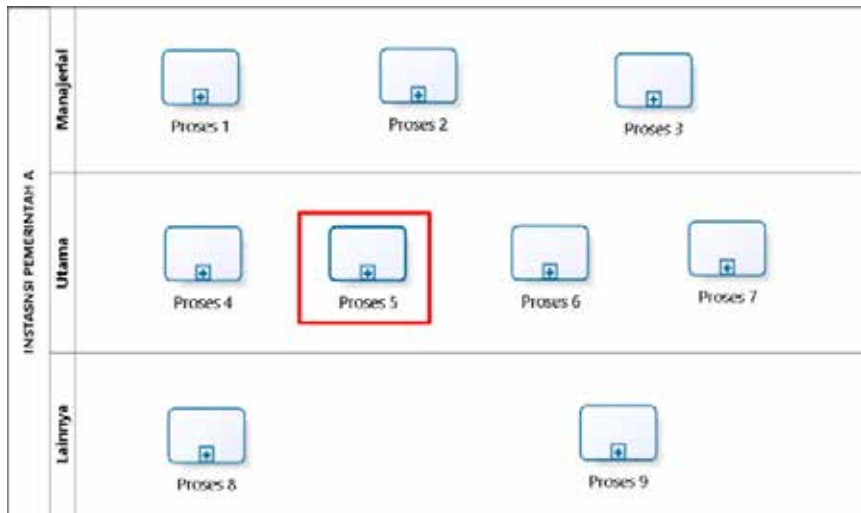 INSTASNSI PEMERINTAH A
Manajerial
Proses 1
Proses 2
Proses 3
Utama
Proses 4
Proses 5
Proses 6
Proses 7
Lainnya
Proses 8
Proses 9